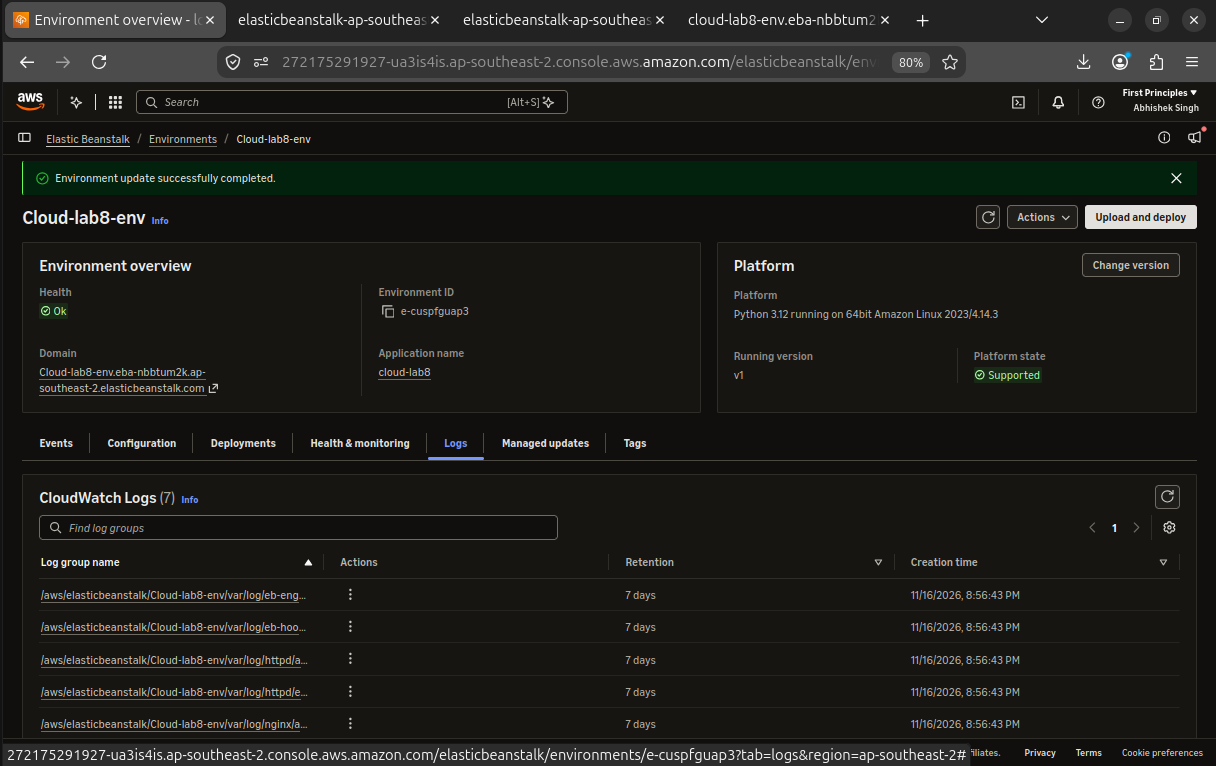 Environment overview - lo
elasticbeanstalk-ap-southeas
elasticbeanstalk-ap-southeas
cloud-lab8-env.eba-nbbtum2
272175291927-ua3is4is.ap-southeast-2.console.aws.amazon.com/elasticbeanstalk/env
80%
aws
Search
[Alt+S]
First Principles
Abhishek Singh
Elastic Beanstalk / Environments / Cloud-lab8-env
Environment update successfully completed.
Cloud-lab8-env Info
Actions
Upload and deploy
Environment overview
Health
Ok
Environment ID
e-cuspfguap3
Domain
Cloud-lab8-env.eba-nbbtum2k.ap-
southeast-2.elasticbeanstalk.com
Application name
cloud-lab8
Platform
Change version
Platform
Python 3.12 running on 64bit Amazon Linux 2023/4.14.3
Running version
v1
Platform state
Supported
Events Configuration Deployments Health & monitoring Logs Managed updates Tags
CloudWatch Logs (7) Info
Find log groups
1
Log group name Actions Retention Creation time
/aws/elasticbeanstalk/Cloud-lab8-env/var/log/eb-eng... 7 days 11/16/2026, 8:56:43 PM
/aws/elasticbeanstalk/Cloud-lab8-env/var/log/eb-hoo... 7 days 11/16/2026, 8:56:43 PM
/aws/elasticbeanstalk/Cloud-lab8-env/var/log/httpd/a... 7 days 11/16/2026, 8:56:43 PM
/aws/elasticbeanstalk/Cloud-lab8-env/var/log/httpd/e... 7 days 11/16/2026, 8:56:43 PM
/aws/elasticbeanstalk/Cloud-lab8-env/var/log/nginx/a... 7 days 11/16/2026, 8:56:43 PM
272175291927-ua3is4is.ap-southeast-2.console.aws.amazon.com/elasticbeanstalk/environments/e-cuspfguap3?tab=logs&region=ap-southeast-2#
filiates. Privacy Terms Cookie preferences